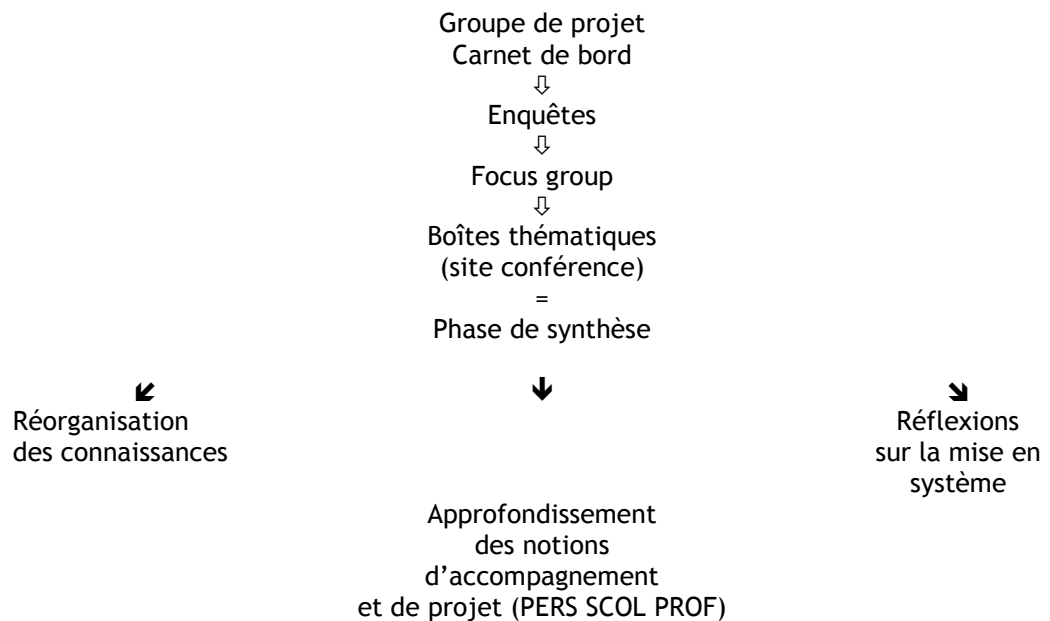 Groupe de projet
Carnet de bord
⇩
Enquêtes
⇩
Focus group
⇩
Boîtes thématiques
(site conférence)
=
Phase de synthèse
🡿 🡻 🡾
Réorganisation
des connaissances
Réflexions
sur la mise en
système
Approfondissement
des notions
d’accompagnement
et de projet (PERS SCOL PROF)